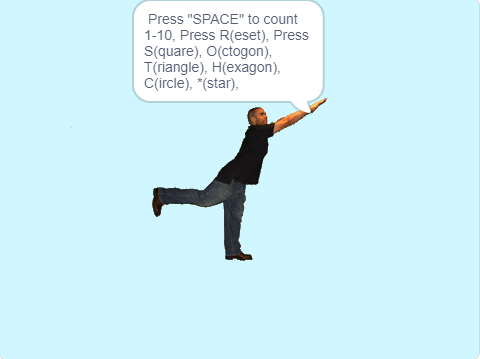 Press "SPACE" to count
1-10, Press R(eset), Press
S(quare), O(ctogon),
T(riangle), H(exagon),
C(ircle), *(star),